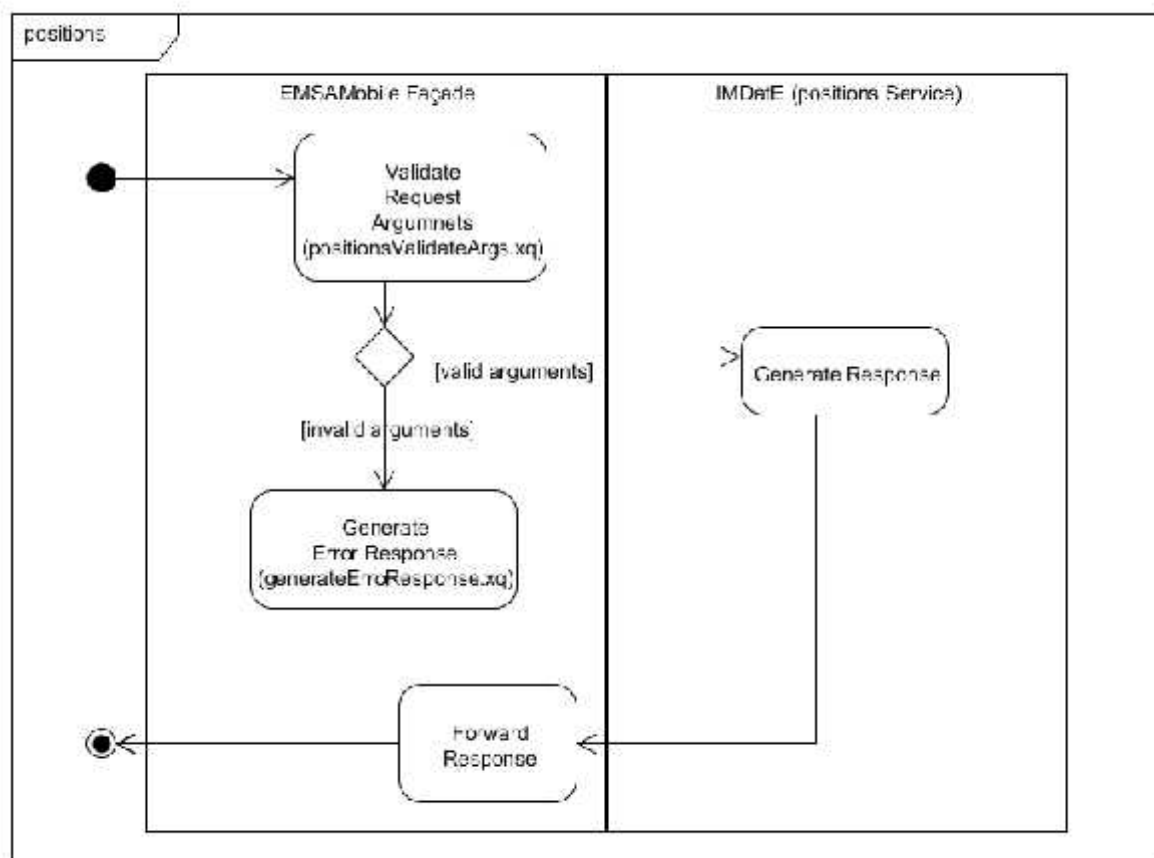 positions
EMSAMobile Façade
IMDatE (positions Service)
Validate
Request
Argumnets
(positionsValidateArgs.xq)
[valid arguments]
Generate Response
[invalid arguments]
Generate
Error Response
(generateErroResponse.xq)
Forward
Response